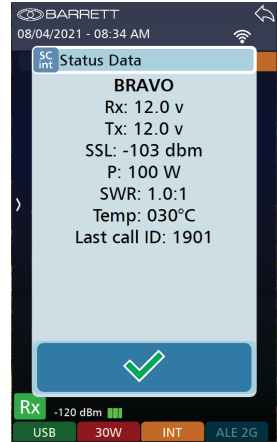 BARRETT
08/04/2021 - 08:34 AM
SC int Status Data
BRAVO
Rx: 12.0 v
Tx: 12.0 v
SSL: -103 dbm
P: 100 W
SWR: 1.0:1
Temp: 030°C
Last call ID: 1901
Rx -120 dBm
USB 30W INT ALE 2G